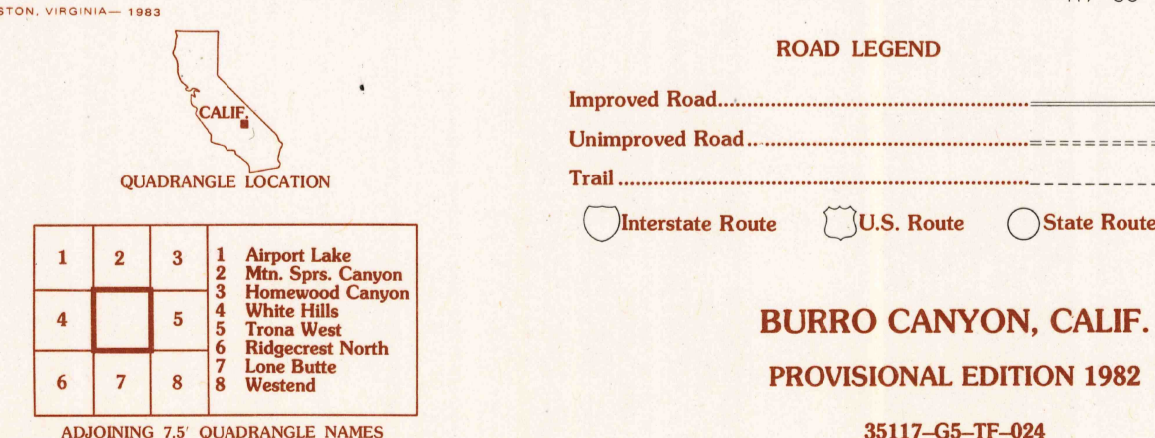 STON, VIRGINIA— 1983
CALIF.
QUADRANGLE LOCATION
1 2 3
4 5
6 7 8
1 Airport Lake
2 Mtn. Sprs. Canyon
3 Homewood Canyon
4 White Hills
5 Trona West
6 Ridgecrest North
7 Lone Butte
8 Westend
ADJOINING 7.5′ QUADRANGLE NAMES
ROAD LEGEND
Improved Road
Unimproved Road
Trail
Interstate Route U.S. Route State Route
BURRO CANYON, CALIF.
PROVISIONAL EDITION 1982
35117–G5–TF–024